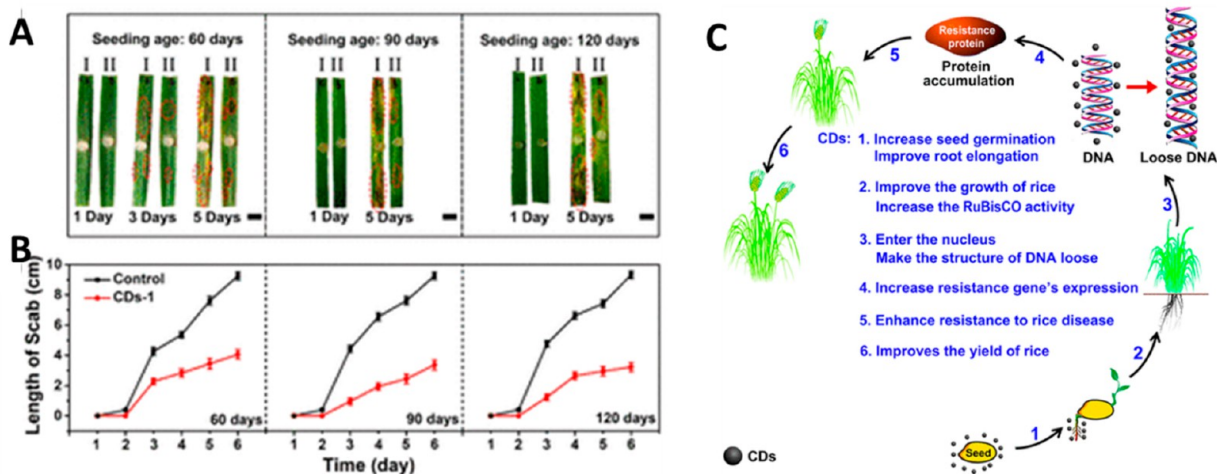 A
Seeding age: 60 days
Seeding age: 90 days
Seeding age: 120 days
I II I II I II
I II I II
I II I II
1 Day 3 Days 5 Days
1 Day 5 Days
1 Day 5 Days
B
Length of Scab (cm)
10
8
6
4
2
0
Control
CDs-1
60 days
90 days
120 days
1 2 3 4 5 6 1 2 3 4 5 6 1 2 3 4 5 6
Time (day)
C
Resistance
protein
Protein
accumulation
5
4
6
DNA
Loose DNA
CDs: 1. Increase seed germination
Improve root elongation
2. Improve the growth of rice
Increase the RuBisCO activity
3. Enter the nucleus
Make the structure of DNA loose
4. Increase resistance gene's expression
5. Enhance resistance to rice disease
6. Improves the yield of rice
3
2
1
Seed
CDs